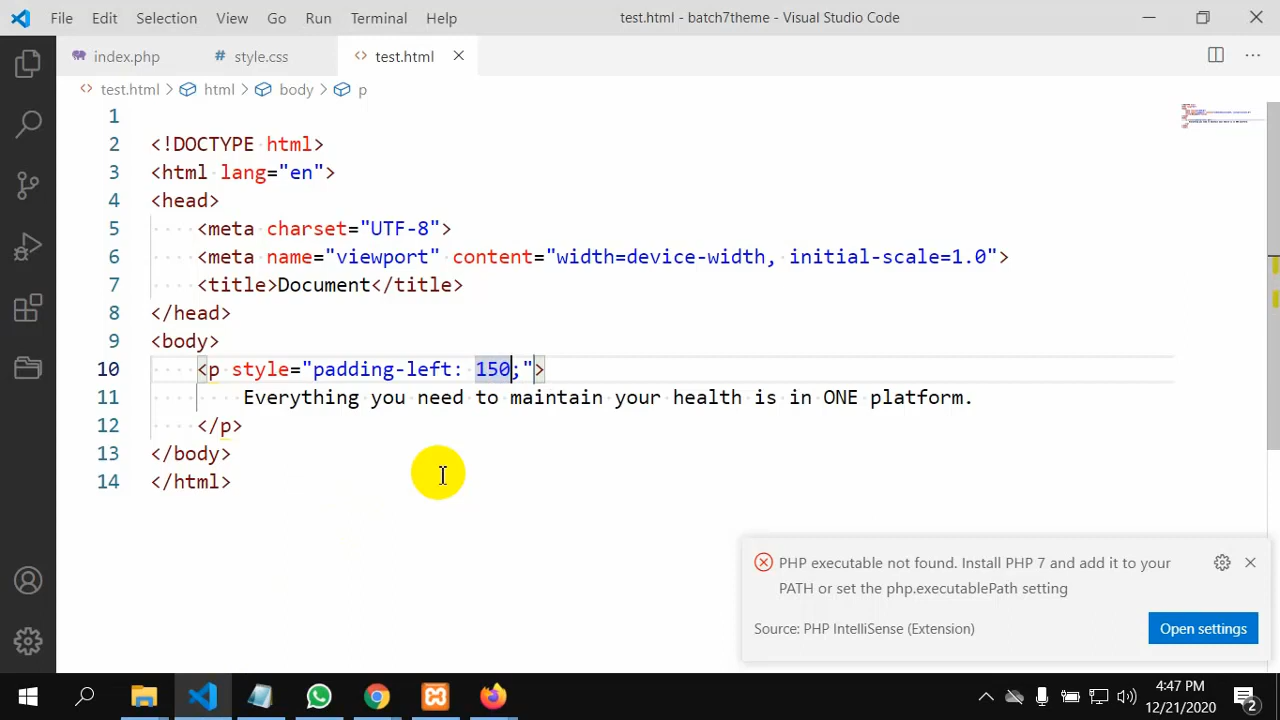 File Edit Selection View Go Run Terminal Help test.html - batch7theme - Visual Studio Code
index.php # style.css <> test.html
<> test.html > html > body > p
1
2 <!DOCTYPE html>
3 <html lang="en">
4 <head>
5 <meta charset="UTF-8">
6 <meta name="viewport" content="width=device-width, initial-scale=1.0">
7 <title>Document</title>
8 </head>
9 <body>
10 <p style="padding-left: 150;">
11 Everything you need to maintain your health is in ONE platform.
12 </p>
13 </body>
14 </html>
PHP executable not found. Install PHP 7 and add it to your
PATH or set the php.executablePath setting
Source: PHP IntelliSense (Extension) Open settings
4:47 PM
12/21/2020
2